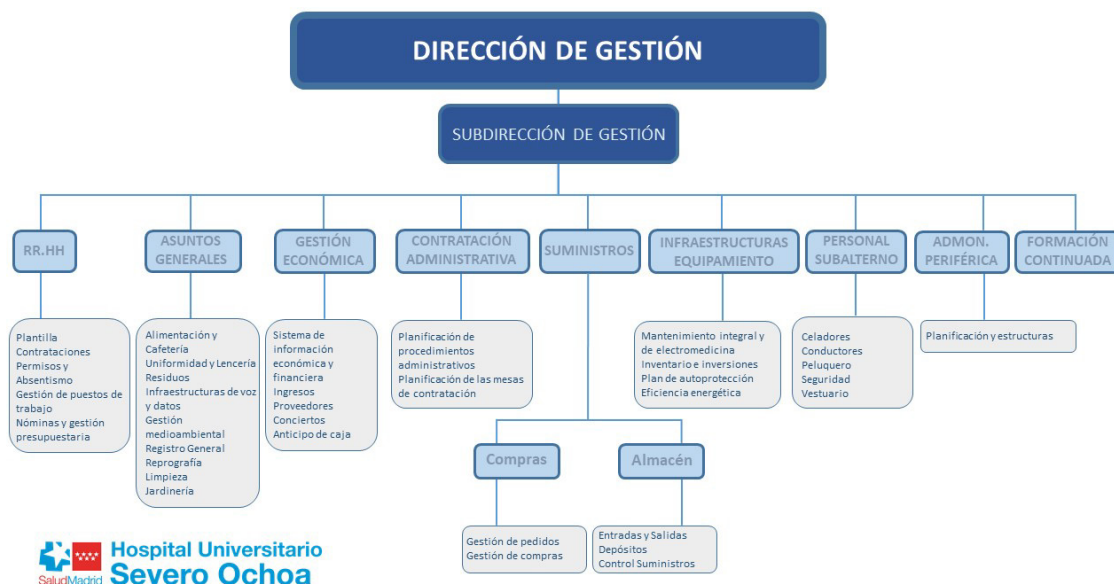 DIRECCIÓN DE GESTIÓN
SUBDIRECCIÓN DE GESTIÓN
RR.HH
ASUNTOS
GENERALES
GESTIÓN
ECONÓMICA
CONTRATACIÓN
ADMINISTRATIVA
SUMINISTROS
INFRAESTRUCTURAS
EQUIPAMIENTO
PERSONAL
SUBALTERNO
ADMON.
PERIFÉRICA
FORMACIÓN
CONTINUADA
Plantilla
Contrataciones
Permisos y
Absentismo
Gestión de puestos de
trabajo
Nóminas y gestión
presupuestaria
Alimentación y
Cafetería
Uniformidad y Lencería
Residuos
Infraestructuras de voz
y datos
Gestión
medioambiental
Registro General
Reprografía
Limpieza
Jardinería
Sistema de
información
económica y
financiera
Ingresos
Proveedores
Conciertos
Anticipo de caja
Planificación de
procedimientos
administrativos
Planificación de las mesas
de contratación
Mantenimiento integral y
de electromedicina
Inventario e inversiones
Plan de autoprotección
Eficiencia energética
Celadores
Conductores
Peluquero
Seguridad
Vestuario
Planificación y estructuras
Compras
Almacén
Gestión de pedidos
Gestión de compras
Entradas y Salidas
Depósitos
Control Suministros
SaludMadrid
Hospital Universitario
Severo Ochoa